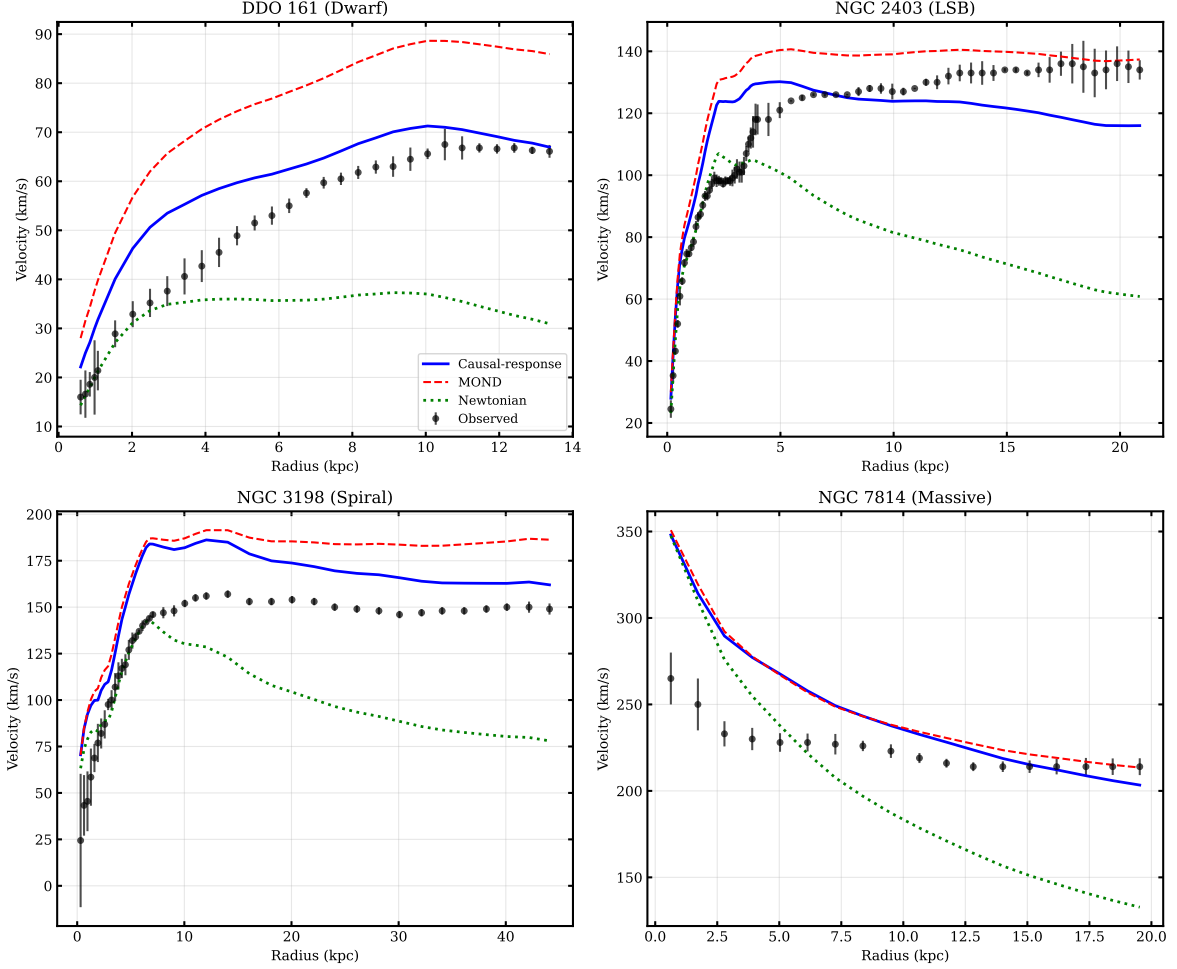 DDO 161 (Dwarf)
90
80
70
60
50
40
30
20
10
Velocity (km/s)
0 2 4 6 8 10 12 14
Radius (kpc)
Causal-response
MOND
Newtonian
Observed
NGC 2403 (LSB)
140
120
100
80
60
40
20
Velocity (km/s)
0 5 10 15 20
Radius (kpc)
NGC 3198 (Spiral)
200
175
150
125
100
75
50
25
0
Velocity (km/s)
0 10 20 30 40
Radius (kpc)
NGC 7814 (Massive)
350
300
250
200
150
Velocity (km/s)
0.0 2.5 5.0 7.5 10.0 12.5 15.0 17.5 20.0
Radius (kpc)